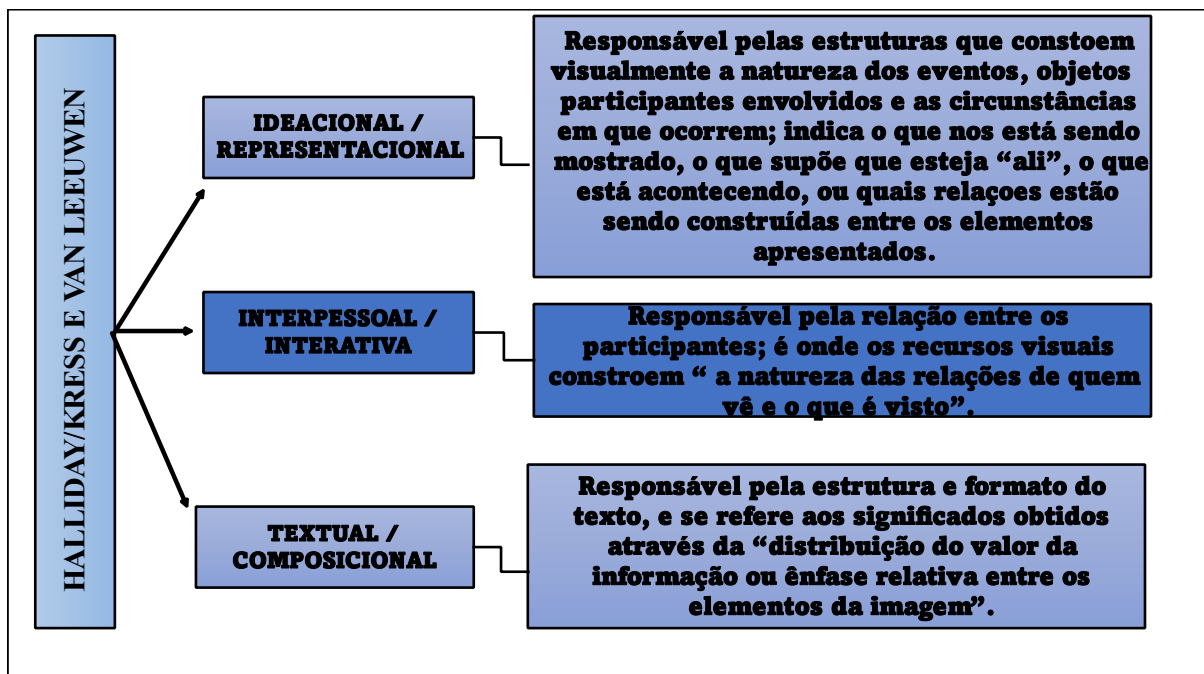 HALLIDAY/KRESS E VAN LEEUWEN
IDEACIONAL /
REPRESENTACIONAL
Responsável pelas estruturas que constoem
visualmente a natureza dos eventos, objetos
participantes envolvidos e as circunstâncias
em que ocorrem; indica o que nos está sendo
mostrado, o que supõe que esteja “ali”, o que
está acontecendo, ou quais relaçoes estão
sendo construídas entre os elementos
apresentados.
INTERPESSOAL /
INTERATIVA
Responsável pela relação entre os
participantes; é onde os recursos visuais
constroem “ a natureza das relações de quem
vê e o que é visto”.
TEXTUAL /
COMPOSICIONAL
Responsável pela estrutura e formato do
texto, e se refere aos significados obtidos
através da “distribuição do valor da
informação ou ênfase relativa entre os
elementos da imagem”.